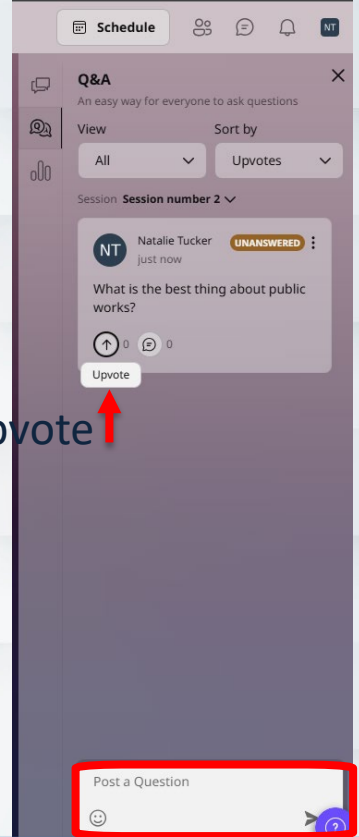 Schedule
NT
Q&A
An easy way for everyone to ask questions
View Sort by
All Upvotes
Session Session number 2
NT Natalie Tucker UNANSWERED
just now
What is the best thing about public
works?
0 0
Upvote
Post a Question
?